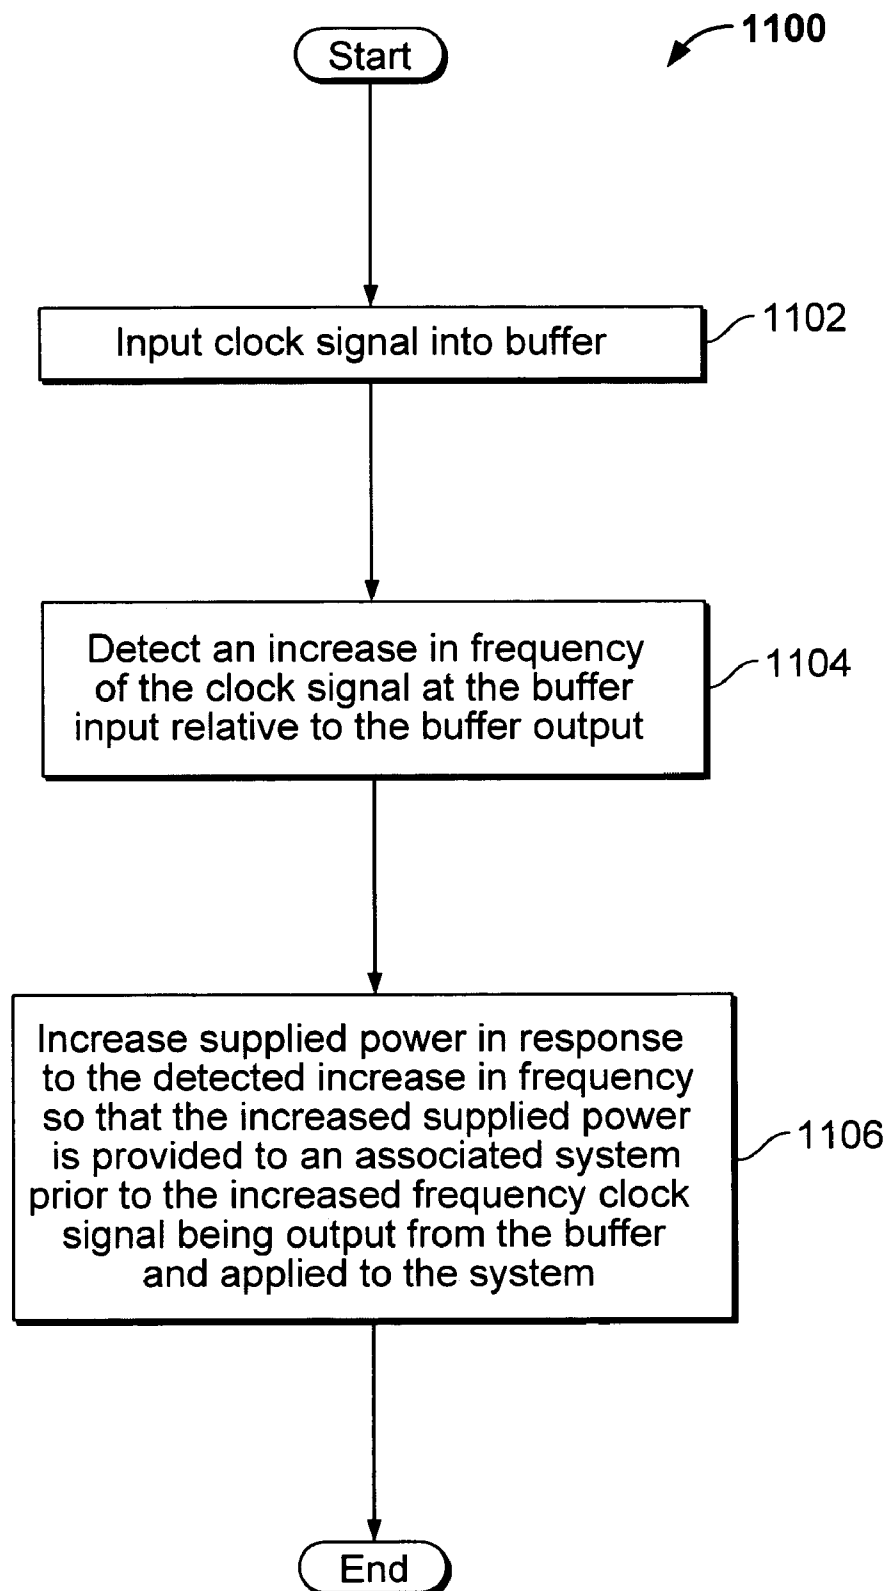 1100
Start
Input clock signal into buffer
1102
Detect an increase in frequency
of the clock signal at the buffer
input relative to the buffer output
1104
Increase supplied power in response
to the detected increase in frequency
so that the increased supplied power
is provided to an associated system
prior to the increased frequency clock
signal being output from the buffer
and applied to the system
1106
End